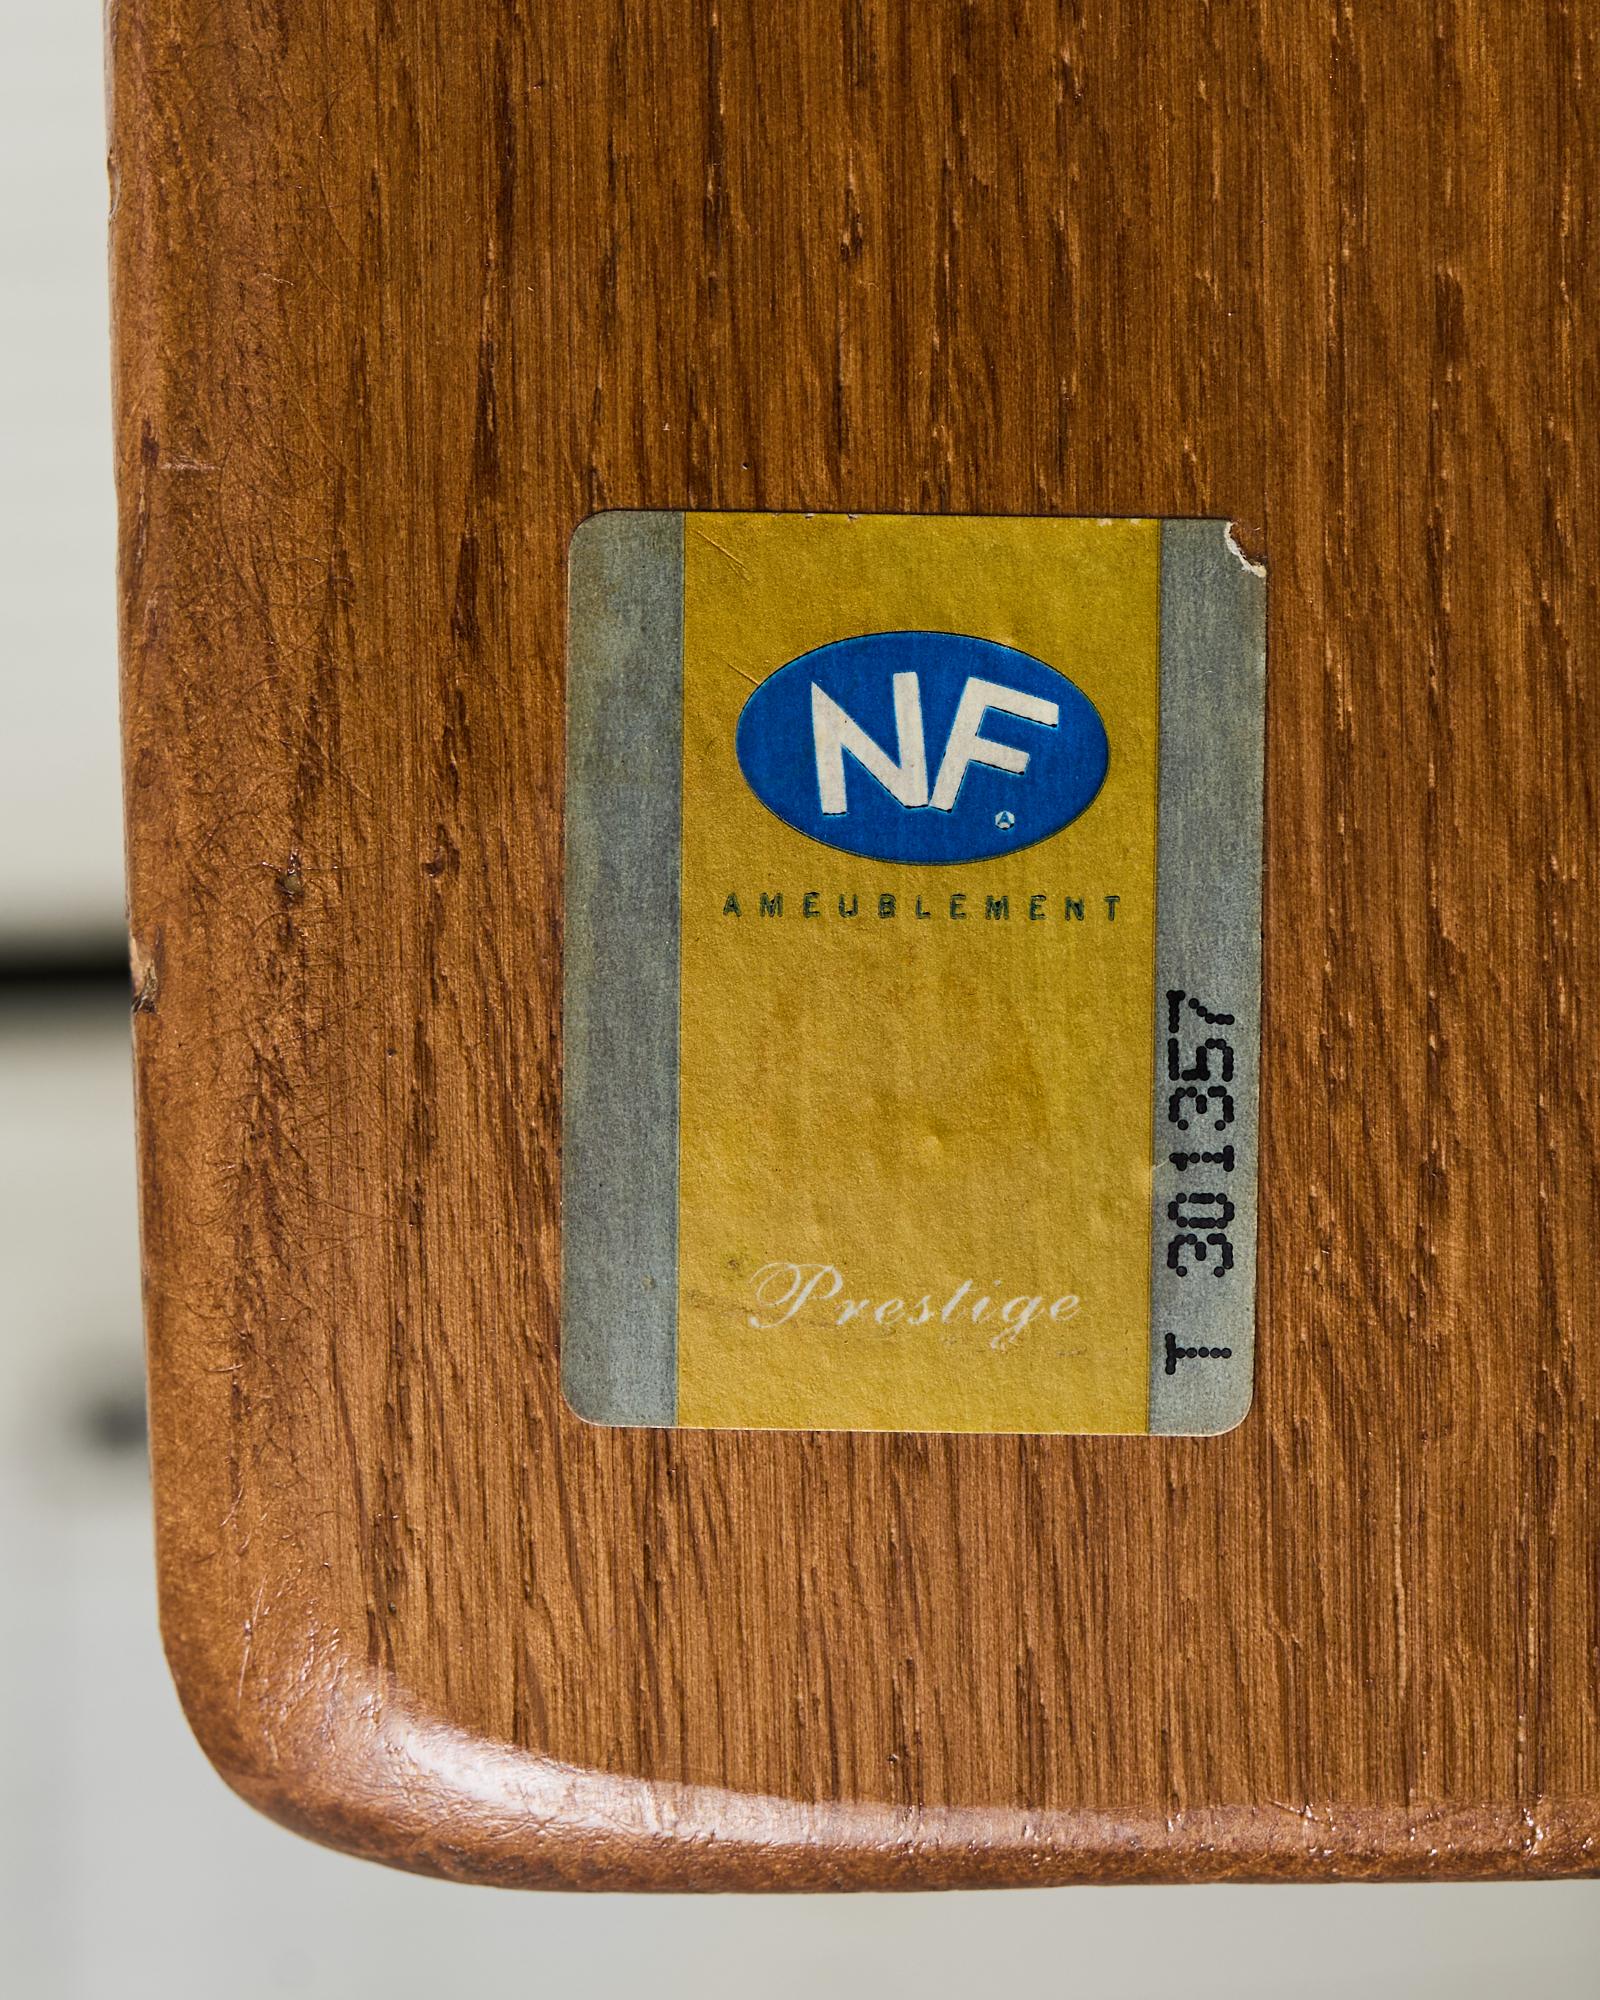 NF
AMEUBLEMENT
Prestige
T 301357